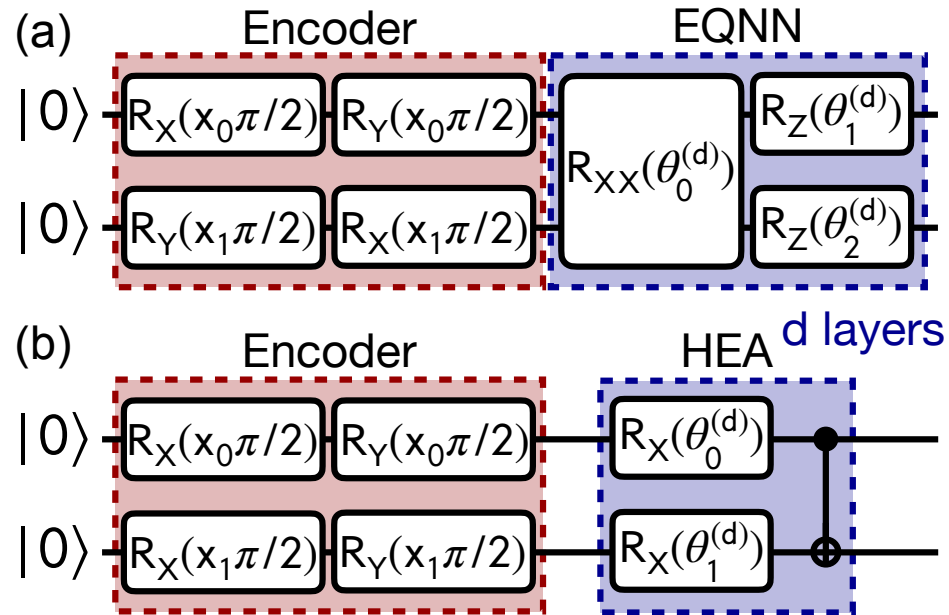 (a) Encoder EQNN
|0⟩ R_X(x_0π/2) R_Y(x_0π/2) R_XX(θ_0^(d)) R_Z(θ_1^(d))
|0⟩ R_Y(x_1π/2) R_X(x_1π/2) R_Z(θ_2^(d))
d layers
(b) Encoder HEA
|0⟩ R_X(x_0π/2) R_Y(x_0π/2) R_X(θ_0^(d))
|0⟩ R_X(x_1π/2) R_Y(x_1π/2) R_X(θ_1^(d))